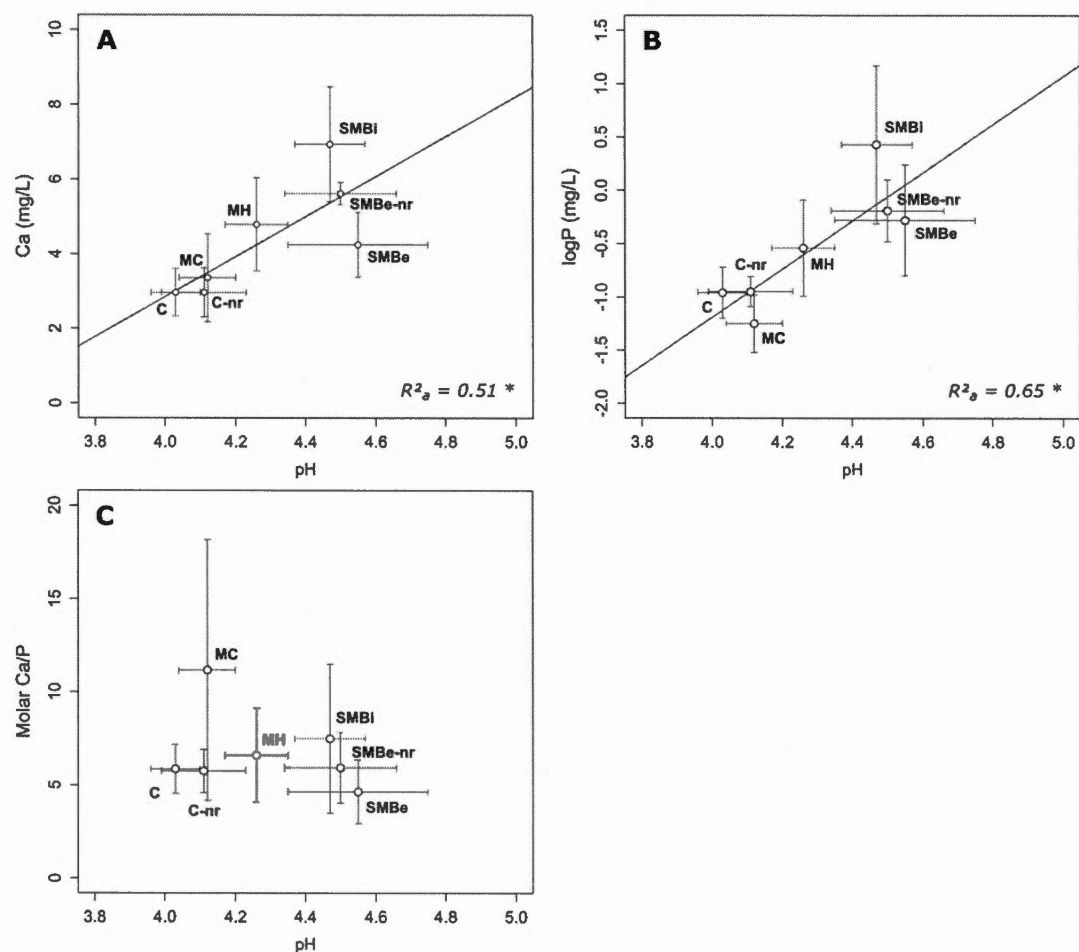 A
Ca (mg/L)
10
8
6
4
2
0
SMBi
SMBe-nr
MH
SMBe
MC
C-nr
C
R²a = 0.51 *
3.8 4.0 4.2 4.4 4.6 4.8 5.0
pH
B
logP (mg/L)
1.5
1.0
0.5
0.0
-0.5
-1.0
-1.5
-2.0
SMBi
SMBe-nr
SMBe
MH
C-nr
C
MC
R²a = 0.65 *
3.8 4.0 4.2 4.4 4.6 4.8 5.0
pH
C
Molar Ca/P
20
15
10
5
0
MC
SMBi
MH
SMBe-nr
C
C-nr
SMBe
3.8 4.0 4.2 4.4 4.6 4.8 5.0
pH